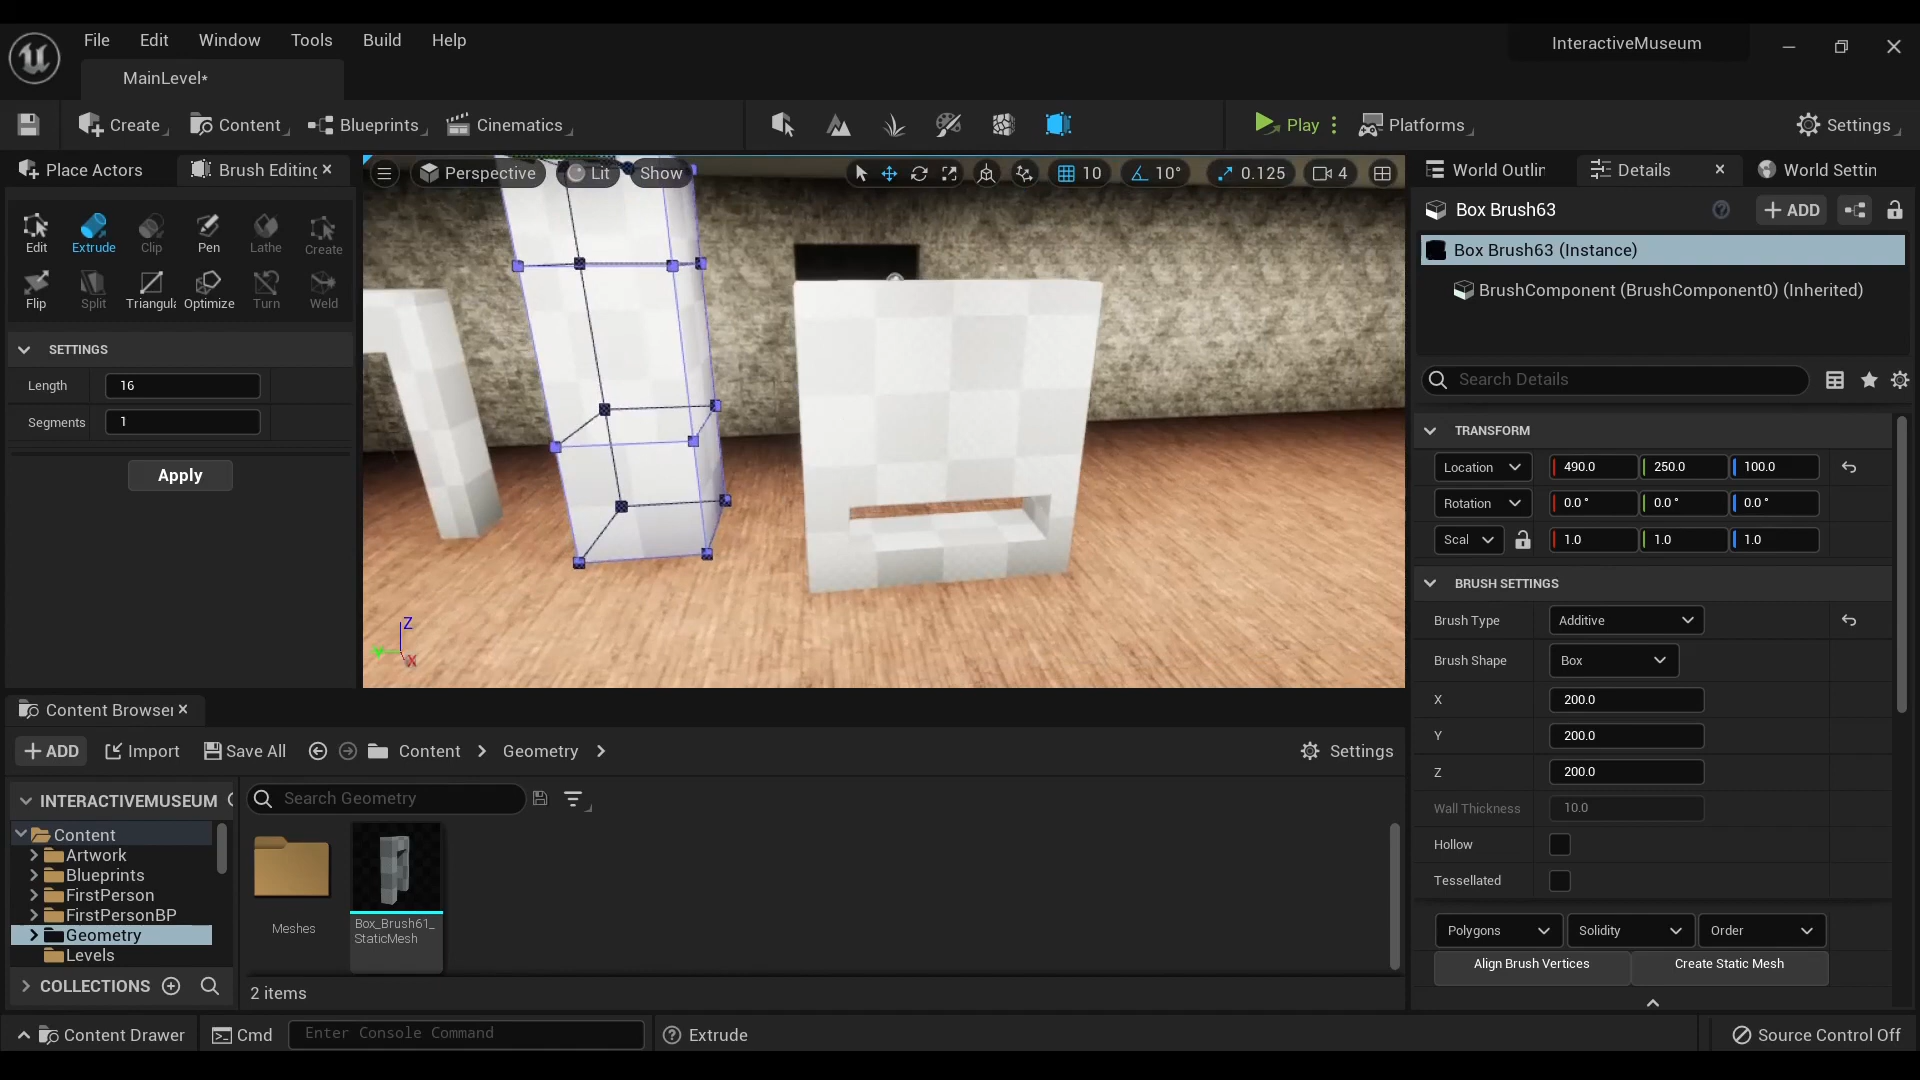 File Edit Window Tools Build Help
InteractiveMuseum
MainLevel*
Create Content Blueprints Cinematics Play Platforms Settings
Place Actors Brush Editing
Perspective Lit Show 10 10° 0.125 4
World Outlin Details World Settin
Edit Extrude Clip Pen Lathe Create
Flip Split Triangula Optimize Turn Weld
SETTINGS
Length 16
Segments 1
Apply
Z
Y
X
Box Brush63 + ADD
Box Brush63 (Instance)
BrushComponent (BrushComponent0) (Inherited)
Search Details
TRANSFORM
Location 490.0 250.0 100.0
Rotation 0.0° 0.0° 0.0°
Scal 1.0 1.0 1.0
BRUSH SETTINGS
Brush Type Additive
Brush Shape Box
X 200.0
Y 200.0
Z 200.0
Wall Thickness 10.0
Hollow
Tessellated
Polygons Solidity Order
Align Brush Vertices Create Static Mesh
Content Browser
+ ADD Import Save All Content Geometry Settings
INTERACTIVEMUSEUM
Search Geometry
Content
Artwork
Blueprints
FirstPerson
FirstPersonBP
Geometry
Levels
COLLECTIONS
Meshes
Box_Brush61_
StaticMesh
2 items
Content Drawer Cmd Enter Console Command Extrude Source Control Off